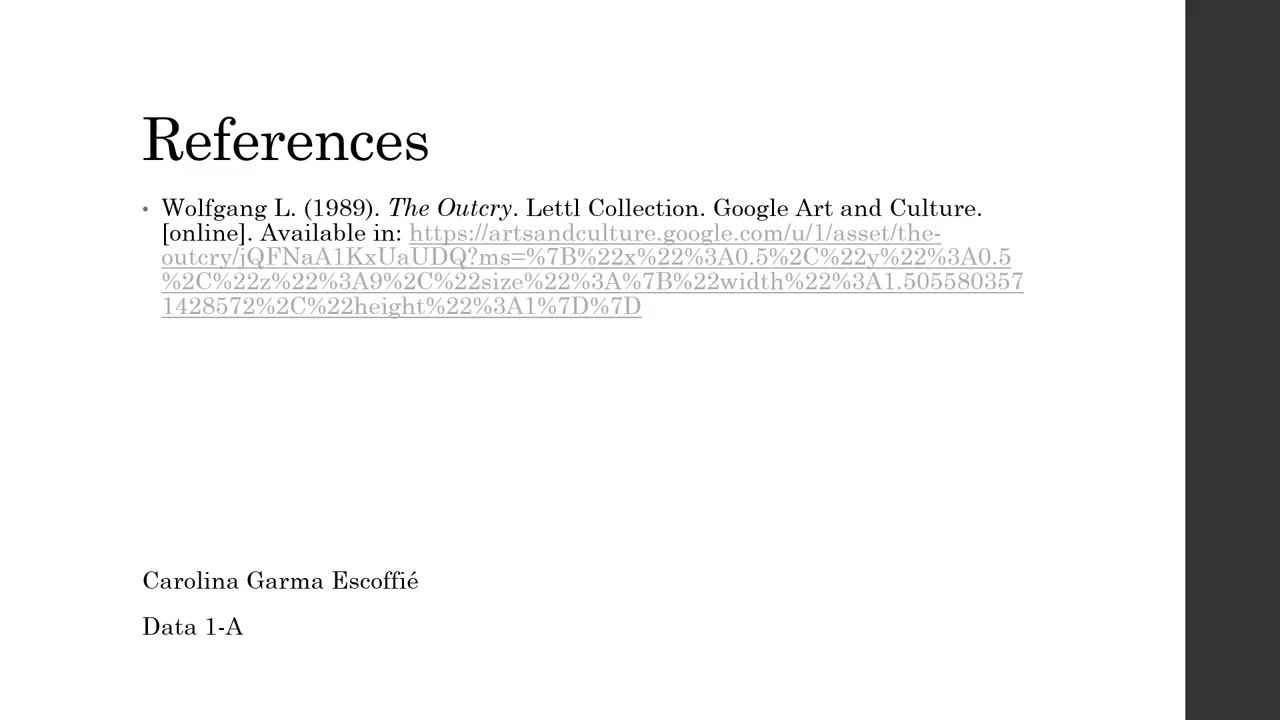 References
• Wolfgang L. (1989). The Outcry. Lettl Collection. Google Art and Culture.
[online]. Available in: https://artsandculture.google.com/u/1/asset/the-
outcry/jQFNaA1KxUaUDQ?ms=%7B%22x%22%3A0.5%2C%22y%22%3A0.5
%2C%22z%22%3A9%2C%22size%22%3A%7B%22width%22%3A1.505580357
1428572%2C%22height%22%3A1%7D%7D
Carolina Garma Escoffié
Data 1-A